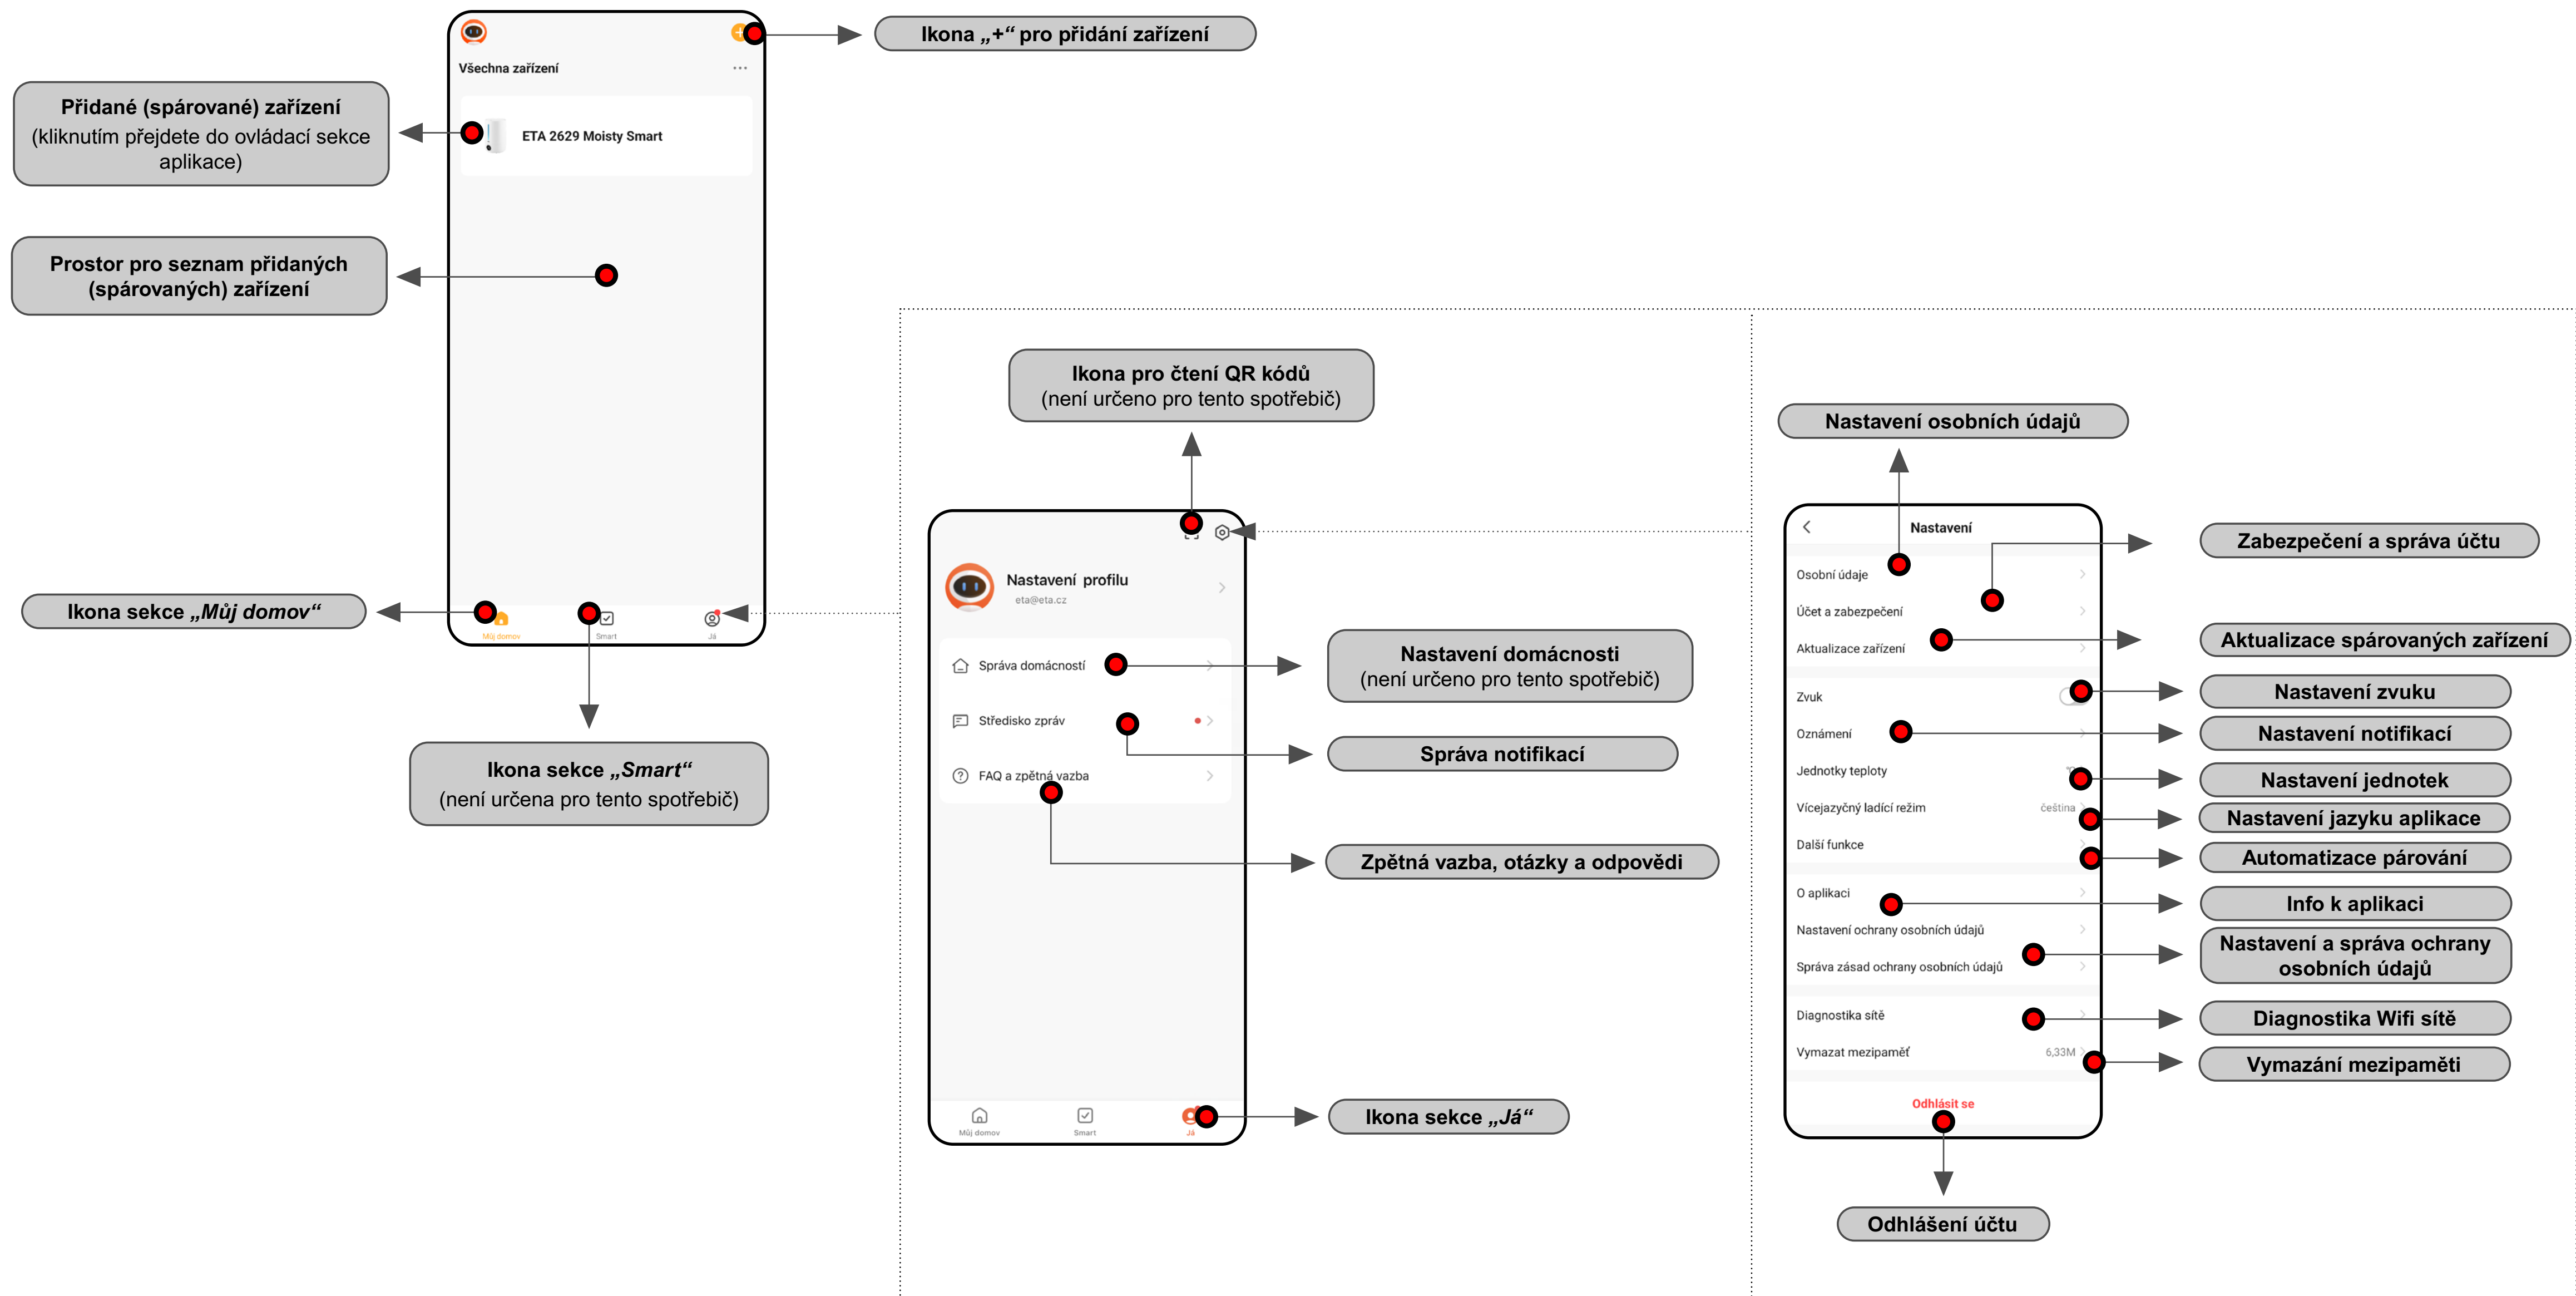 Ikona „+“ pro přidání zařízení
Všechna zařízení
Přidané (spárované) zařízení
(kliknutím přejdete do ovládací sekce
aplikace)
ETA 2629 Moisty Smart
Prostor pro seznam přidaných
(spárovaných) zařízení
Ikona sekce „Můj domov“
Můj domov
Smart
Já
Ikona sekce „Smart“
(není určena pro tento spotřebič)
Ikona pro čtení QR kódů
(není určeno pro tento spotřebič)
Nastavení profilu
eta@eta.cz
Správa domácností
Nastavení domácnosti
(není určeno pro tento spotřebič)
Středisko zpráv
Správa notifikací
FAQ a zpětná vazba
Zpětná vazba, otázky a odpovědi
Můj domov
Smart
Já
Ikona sekce „Já“
Nastavení osobních údajů
Nastavení
Osobní údaje
Zabezpečení a správa účtu
Účet a zabezpečení
Aktualizace zařízení
Aktualizace spárovaných zařízení
Zvuk
Nastavení zvuku
Oznámení
Nastavení notifikací
Jednotky teploty
Nastavení jednotek
Vícejazyčný ladící režim
čeština
Nastavení jazyku aplikace
Další funkce
Automatizace párování
O aplikaci
Info k aplikaci
Nastavení ochrany osobních údajů
Správa zásad ochrany osobních údajů
Nastavení a správa ochrany
osobních údajů
Diagnostika sítě
Diagnostika Wifi sítě
Vymazat mezipaměť
6,33M
Vymazání mezipaměti
Odhlásit se
Odhlášení účtu